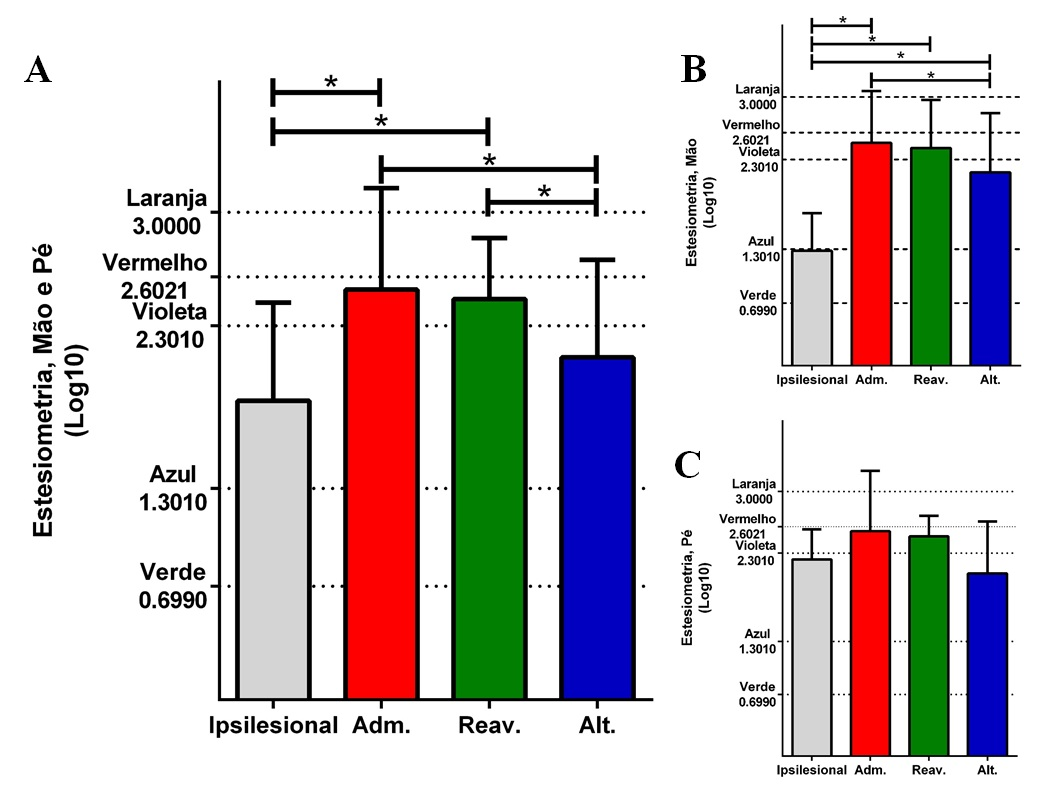 A
*
*
*
*
Laranja
3.0000
Vermelho
2.6021
Violeta
2.3010
Azul
1.3010
Verde
0.6990
Estesiometria, Mão e Pé
(Log10)
Ipsilesional Adm. Reav. Alt.
B
*
*
*
*
Laranja
3.0000
Vermelho
2.6021
Violeta
2.3010
Azul
1.3010
Verde
0.6990
Estesiometria, Mão
(Log10)
Ipsilesional Adm. Reav. Alt.
C
Laranja
3.0000
Vermelho
2.6021
Violeta
2.3010
Azul
1.3010
Verde
0.6990
Estesiometria, Pé
(Log10)
Ipsilesional Adm. Reav. Alt.